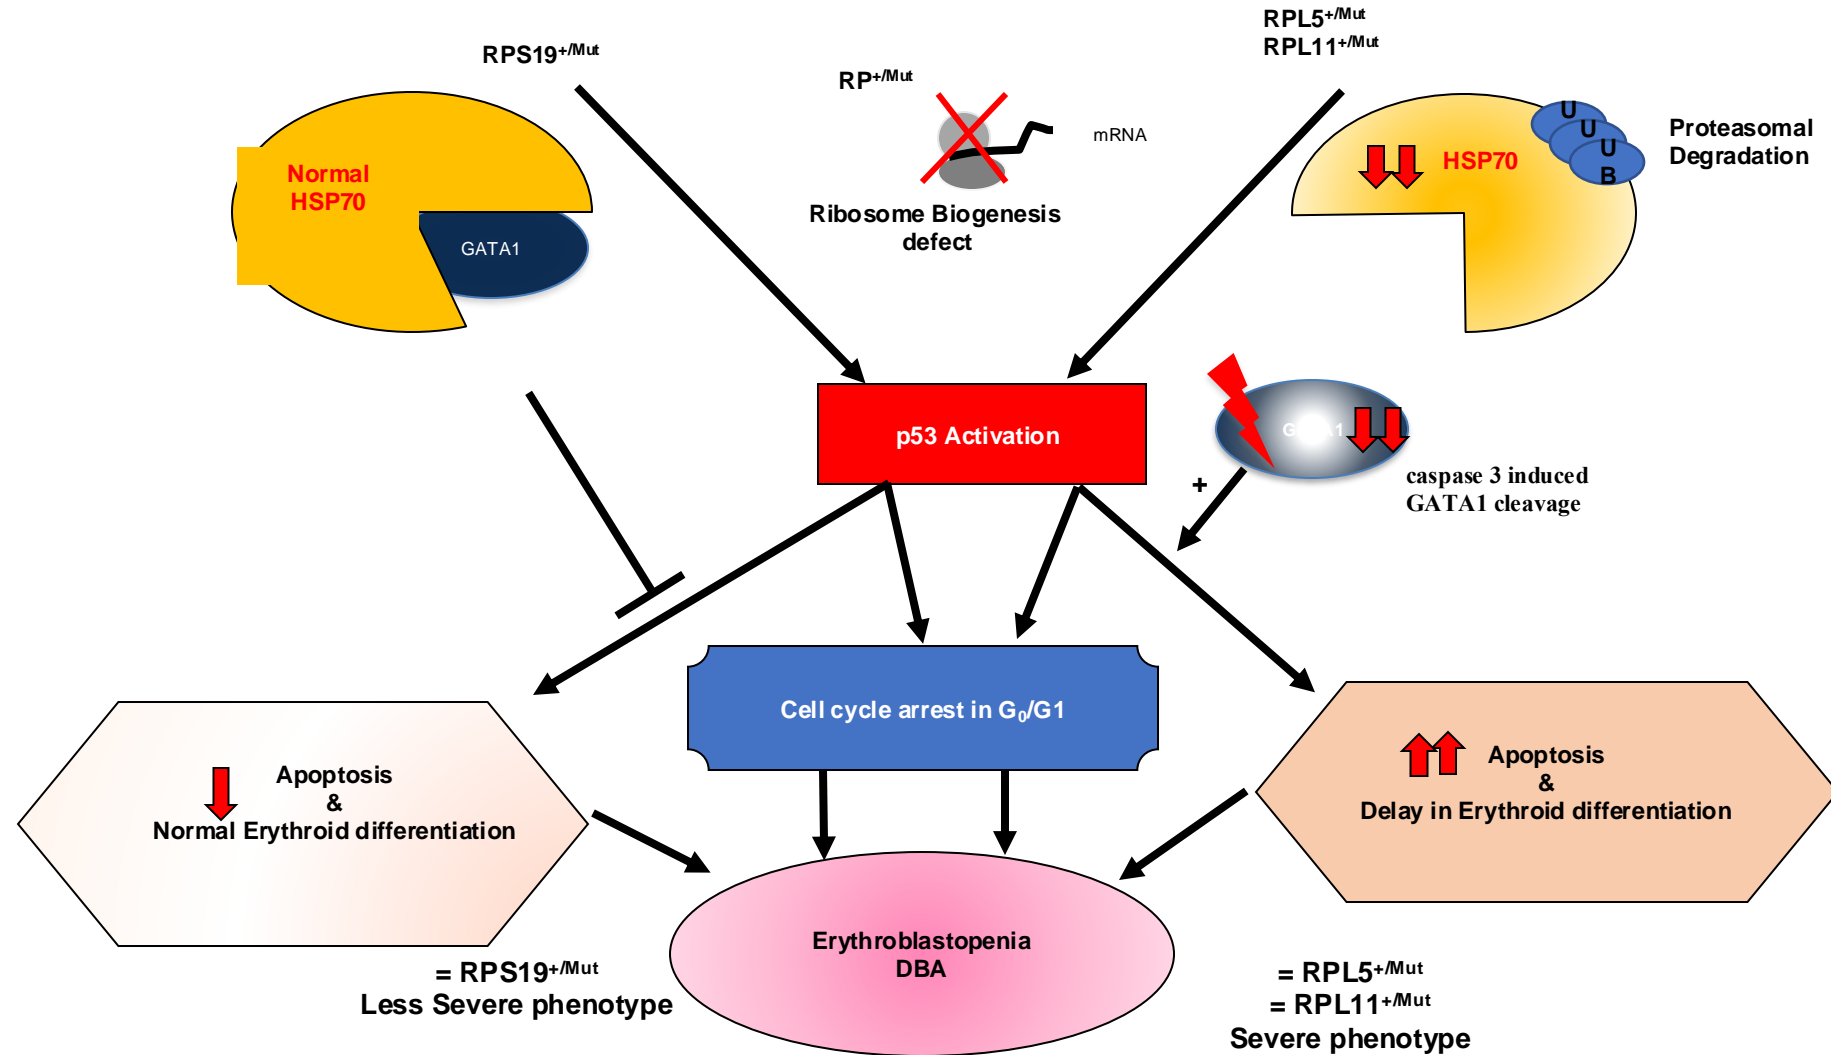 RPS19+/Mut
RP+/Mut
RPL5+/Mut
RPL11+/Mut
mRNA
Ribosome Biogenesis
defect
Normal
HSP70
GATA1
HSP70
U
U
U
B
Proteasomal
Degradation
p53 Activation
GATA1
+
caspase 3 induced
GATA1 cleavage
Cell cycle arrest in G₀/G1
Apoptosis
&
Normal Erythroid differentiation
Apoptosis
&
Delay in Erythroid differentiation
Erythroblastopenia
DBA
= RPS19+/Mut
Less Severe phenotype
= RPL5+/Mut
= RPL11+/Mut
Severe phenotype